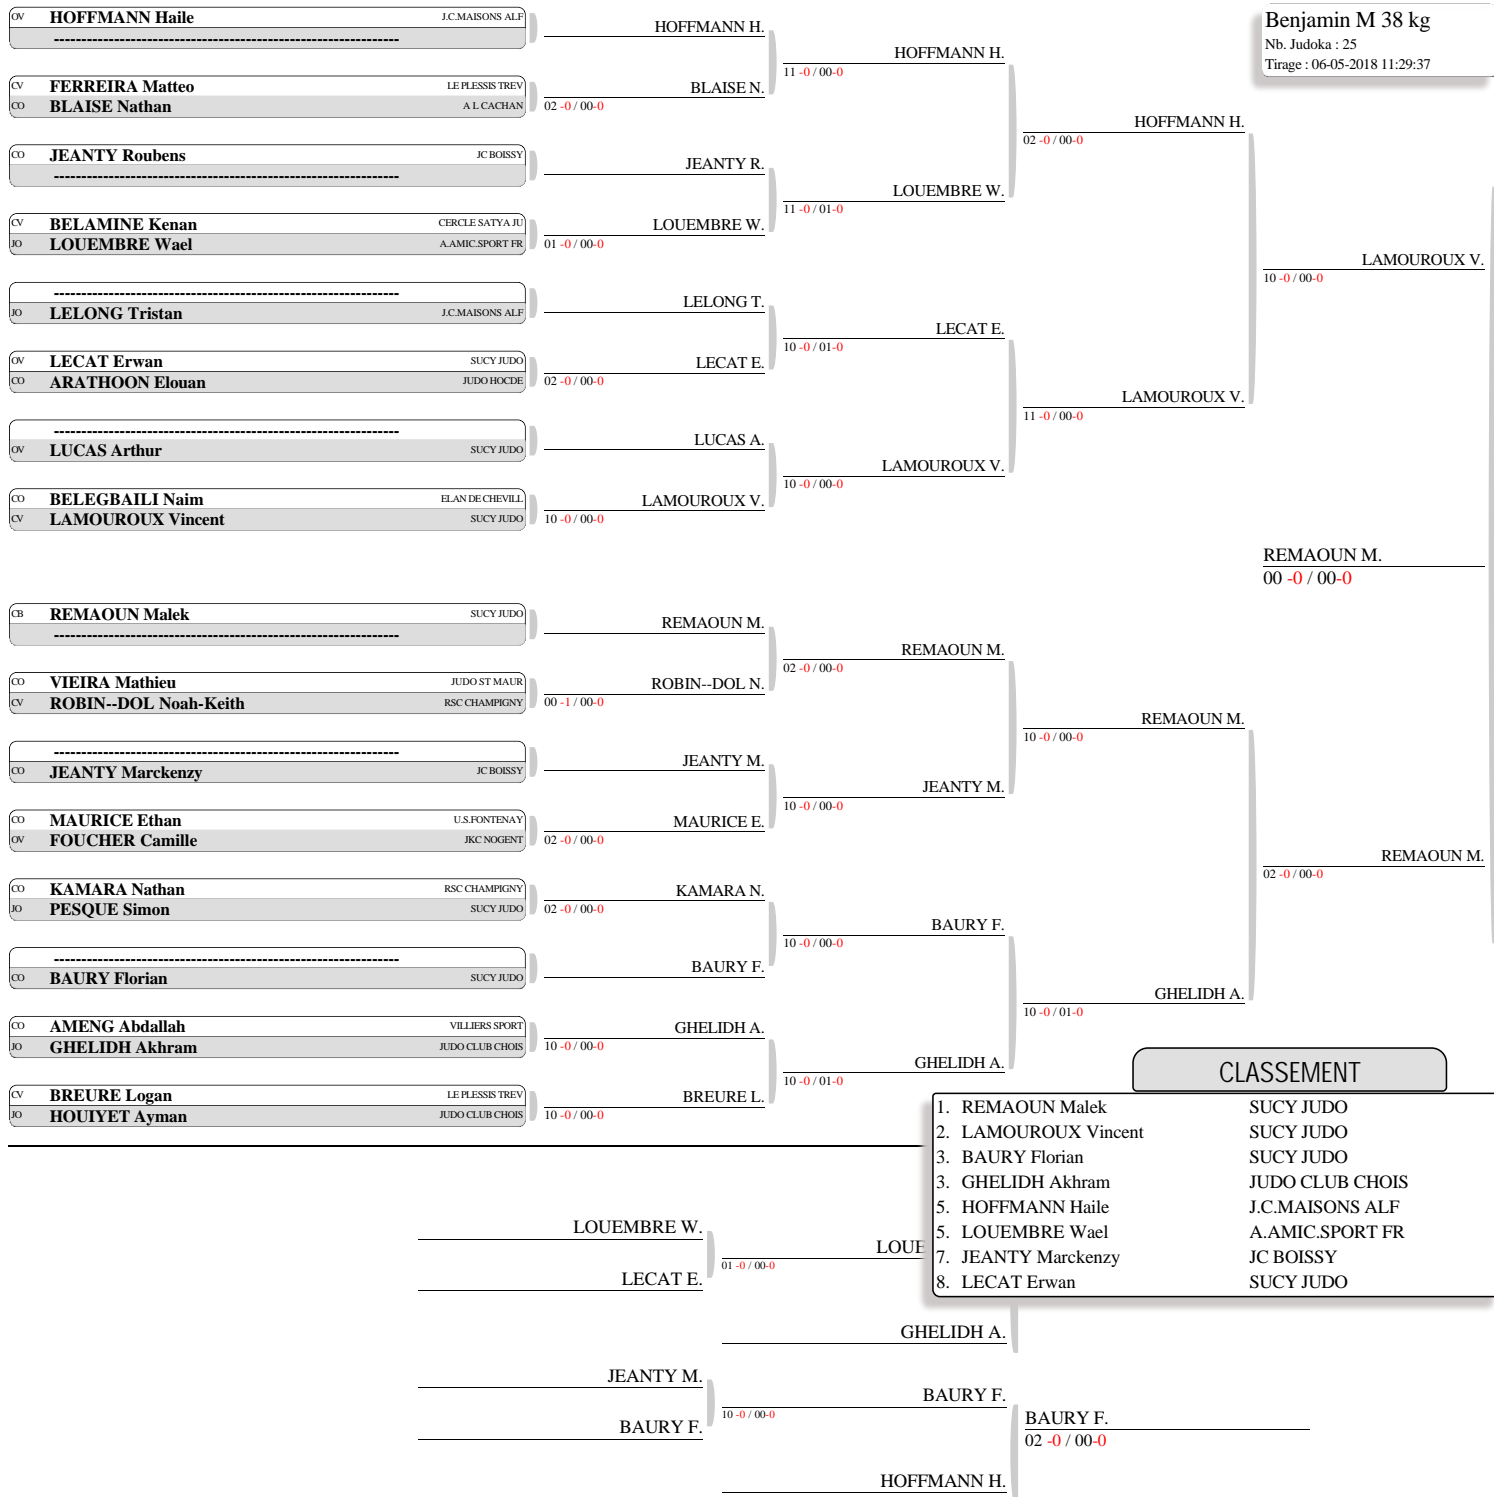 Benjamin M 38 kg
Nb. Judoka : 25
Tirage : 06-05-2018 11:29:37
OV HOFFMANN Haile J.C.MAISONS ALF
----------------------------------------------------------------
CV FERREIRA Matteo LE PLESSIS TREV
CO BLAISE Nathan A L CACHAN
CO JEANTY Roubens JC BOISSY
----------------------------------------------------------------
CV BELAMINE Kenan CERCLE SATYA JU
JO LOUEMBRE Wael A.AMIC.SPORT FR
----------------------------------------------------------------
JO LELONG Tristan J.C.MAISONS ALF
OV LECAT Erwan SUCY JUDO
CO ARATHOON Elouan JUDO HOCDE
----------------------------------------------------------------
OV LUCAS Arthur SUCY JUDO
CO BELEGBAILI Naim ELAN DE CHEVILL
CV LAMOUROUX Vincent SUCY JUDO
CB REMAOUN Malek SUCY JUDO
----------------------------------------------------------------
CO VIEIRA Mathieu JUDO ST MAUR
CV ROBIN--DOL Noah-Keith RSC CHAMPIGNY
----------------------------------------------------------------
CO JEANTY Marckenzy JC BOISSY
CO MAURICE Ethan U.S.FONTENAY
OV FOUCHER Camille JKC NOGENT
CO KAMARA Nathan RSC CHAMPIGNY
JO PESQUE Simon SUCY JUDO
----------------------------------------------------------------
CO BAURY Florian SUCY JUDO
CO AMENG Abdallah VILLIERS SPORT
JO GHELIDH Akhram JUDO CLUB CHOIS
CV BREURE Logan LE PLESSIS TREV
JO HOUIYET Ayman JUDO CLUB CHOIS
HOFFMANN H.
BLAISE N.
02 -0 / 00-0
JEANTY R.
LOUEMBRE W.
01 -0 / 00-0
LELONG T.
LECAT E.
02 -0 / 00-0
LUCAS A.
LAMOUROUX V.
10 -0 / 00-0
REMAOUN M.
ROBIN--DOL N.
00 -1 / 00-0
JEANTY M.
MAURICE E.
02 -0 / 00-0
KAMARA N.
02 -0 / 00-0
BAURY F.
GHELIDH A.
10 -0 / 00-0
BREURE L.
10 -0 / 00-0
HOFFMANN H.
11 -0 / 00-0
LOUEMBRE W.
11 -0 / 01-0
LECAT E.
10 -0 / 01-0
LAMOUROUX V.
10 -0 / 00-0
REMAOUN M.
02 -0 / 00-0
JEANTY M.
10 -0 / 00-0
BAURY F.
10 -0 / 00-0
GHELIDH A.
10 -0 / 01-0
HOFFMANN H.
02 -0 / 00-0
LAMOUROUX V.
11 -0 / 00-0
REMAOUN M.
10 -0 / 00-0
GHELIDH A.
10 -0 / 01-0
LAMOUROUX V.
10 -0 / 00-0
REMAOUN M.
02 -0 / 00-0
REMAOUN M.
00 -0 / 00-0
CLASSEMENT
1. REMAOUN Malek SUCY JUDO
2. LAMOUROUX Vincent SUCY JUDO
3. BAURY Florian SUCY JUDO
3. GHELIDH Akhram JUDO CLUB CHOIS
5. HOFFMANN Haile J.C.MAISONS ALF
5. LOUEMBRE Wael A.AMIC.SPORT FR
7. JEANTY Marckenzy JC BOISSY
8. LECAT Erwan SUCY JUDO
LOUEMBRE W.
LECAT E.
LOUE
01 -0 / 00-0
GHELIDH A.
JEANTY M.
BAURY F.
BAURY F.
10 -0 / 00-0
HOFFMANN H.
BAURY F.
02 -0 / 00-0